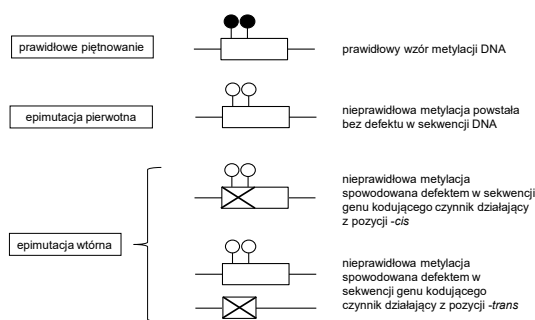 prawidłowe piętnowanie
prawidłowy wzór metylacji DNA
epimutacja pierwotna
nieprawidłowa metylacja powstała
bez defektu w sekwencji DNA
epimutacja wtórna
nieprawidłowa metylacja
spowodowana defektem w sekwencji
genu kodującego czynnik działający
z pozycji -cis
nieprawidłowa metylacja
spowodowana defektem w
sekwencji genu kodującego
czynnik działający z pozycji -trans